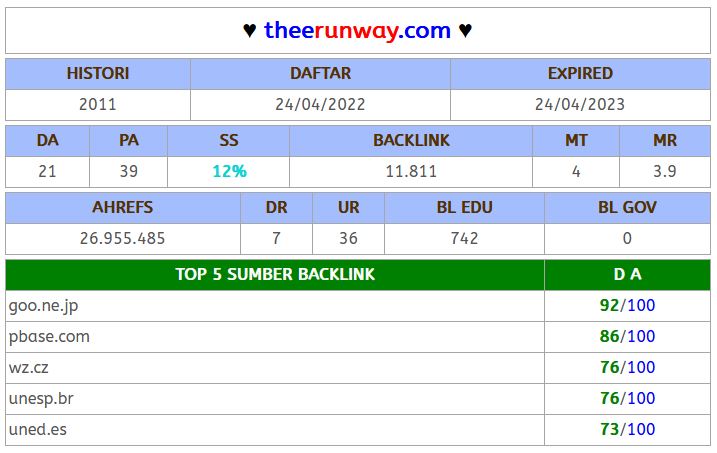 ♥ theerunway.com ♥
HISTORI DAFTAR EXPIRED
2011 24/04/2022 24/04/2023
DA PA SS BACKLINK MT MR
21 39 12% 11.811 4 3.9
AHREFS DR UR BL EDU BL GOV
26.955.485 7 36 742 0
TOP 5 SUMBER BACKLINK D A
goo.ne.jp 92/100
pbase.com 86/100
wz.cz 76/100
unesp.br 76/100
uned.es 73/100